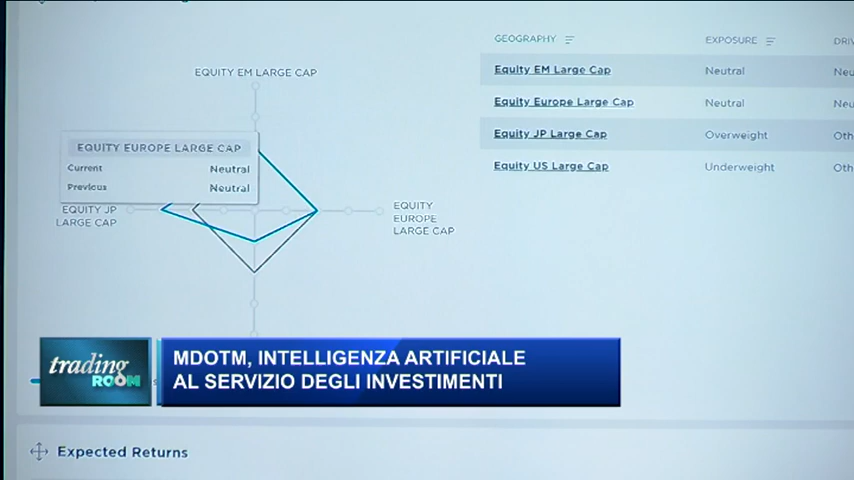 GEOGRAPHY
EXPOSURE
EQUITY EM LARGE CAP
Equity EM Large Cap
Neutral
Equity Europe Large Cap
Neutral
Equity JP Large Cap
Overweight
Equity US Large Cap
Underweight
EQUITY EUROPE LARGE CAP
Current
Neutral
Previous
Neutral
EQUITY JP
LARGE CAP
EQUITY
EUROPE
LARGE CAP
trading
ROOM
MDOTM, INTELLIGENZA ARTIFICIALE
AL SERVIZIO DEGLI INVESTIMENTI
Expected Returns